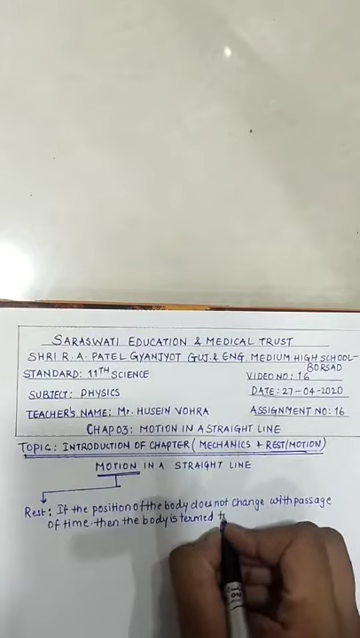 SARASWATI EDUCATION & MEDICAL TRUST
SHRI R. A. PATEL GYANJYOT GUJ. & ENG. MEDIUM HIGH SCHOOL-BORSAD
STANDARD: 11TH SCIENCE VIDEO NO: 16
SUBJECT: PHYSICS DATE: 27-04-2020
TEACHER'S NAME: Mr. HUSEIN VOHRA ASSIGNMENT NO: 16
CHAP 03: MOTION IN A STRAIGHT LINE
TOPIC: INTRODUCTION OF CHAPTER (MECHANICS + REST/MOTION)
MOTION IN A STRAIGHT LINE
Rest: If the position of the body does not change with passage
of time. then the body is termed t